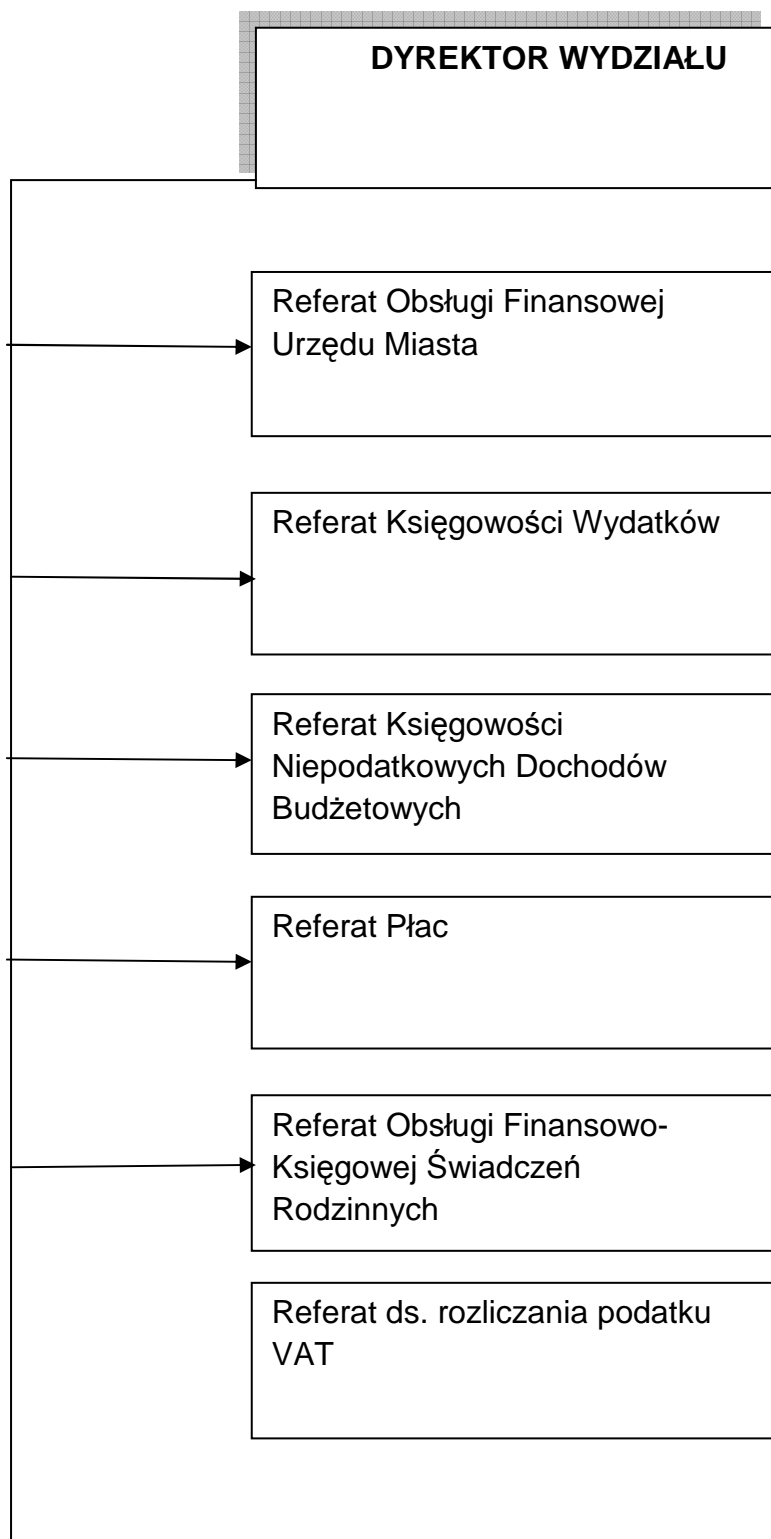 DYREKTOR WYDZIAŁU
Referat Obsługi Finansowej
Urzędu Miasta
Referat Księgowości Wydatków
Referat Księgowości
Niepodatkowych Dochodów
Budżetowych
Referat Płac
Referat Obsługi Finansowo-
Księgowej Świadczeń
Rodzinnych
Referat ds. rozliczania podatku
VAT